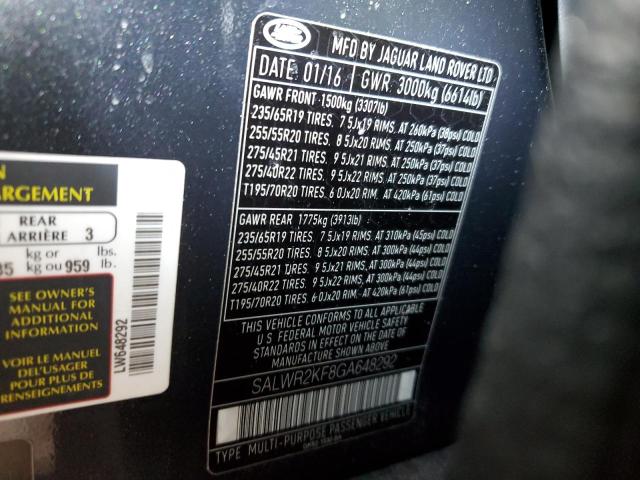 N
ARGEMENT
REAR
ARRIÈRE 3
kg or lbs.
35 kg ou 959 lb.
SEE OWNER'S
MANUAL FOR
ADDITIONAL
INFORMATION
VOIR LE MANUEL
DEL'USAGER
POUR PLUS DE
RENSEIGNEMENTS
LW648292
MFD BY JAGUAR LAND ROVER LTD
DATE: 01/16 GWR: 3000kg (6614lb)
GAWR FRONT 1500kg (3307lb)
235/65R19 TIRES. 7 5Jx19 RIMS. AT 260kPa (38psi) COLD
255/55R20 TIRES. 8 5Jx20 RIMS. AT 250kPa (37psi) COLD
275/45R21 TIRES. 9 5Jx21 RIMS. AT 250kPa (37psi) COLD
275/40R22 TIRES. 9 5Jx22 RIMS. AT 250kPa (37psi) COLD
T195/70R20 TIRES. 6 0Jx20 RIM. AT 420kPa (61psi) COLD
GAWR REAR 1775kg (3913lb)
235/65R19 TIRES. 7 5Jx19 RIMS. AT 310kPa (45psi) COLD
255/55R20 TIRES. 8 5Jx20 RIMS. AT 300kPa (44psi) COLD
275/45R21 TIRES. 9 5Jx21 RIMS. AT 300kPa (44psi) COLD
275/40R22 TIRES. 9 5Jx22 RIMS. AT 300kPa (44psi) COLD
T195/70R20 TIRES. 6 0Jx20 RIM. AT 420kPa (61psi) COLD
THIS VEHICLE CONFORMS TO ALL APPLICABLE
U S FEDERAL MOTOR VEHICLE SAFETY
STANDARDS IN EFFECT ON THE DATE OF
MANUFACTURE SHOWN ABOVE
SALWR2KF8GA648292
TYPE MULTI-PURPOSE PASSENGER VEHICLE